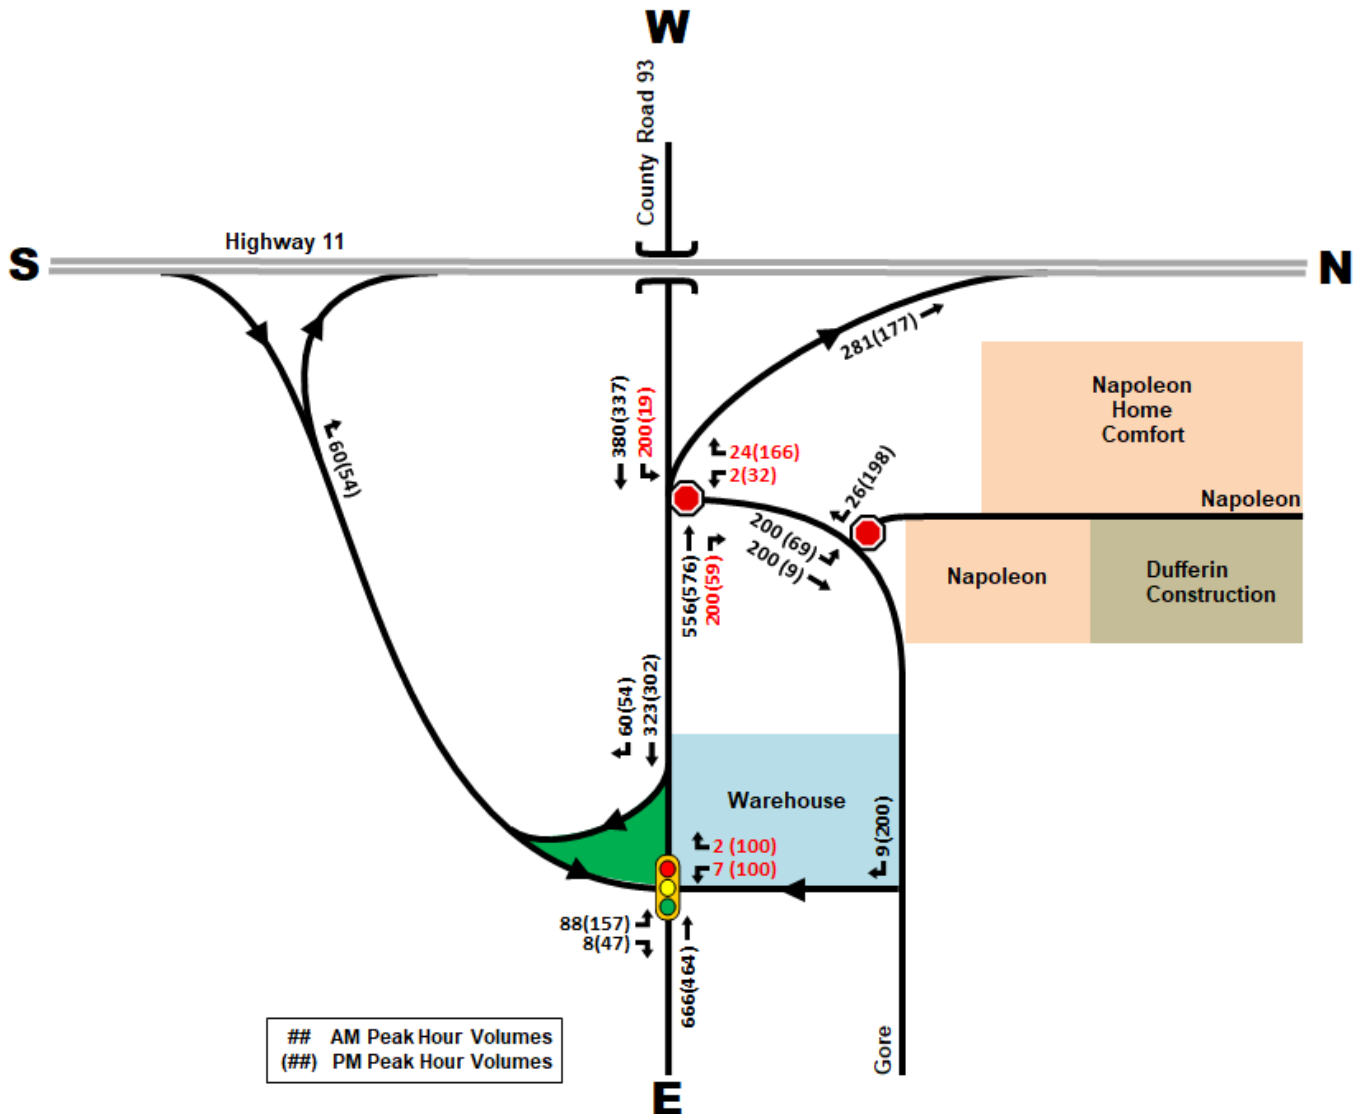 W
County Road 93
Highway 11
S
N
281(177)
Napoleon
Home
Comfort
380(337)
200(19)
24(166)
2(32)
60(54)
26(198)
Napoleon
200(69)
200(9)
556(576)
200(59)
Napoleon
Dufferin
Construction
60(54)
323(302)
Warehouse
9(200)
2 (100)
7 (100)
88(157)
8(47)
666(464)
## AM Peak Hour Volumes
(##) PM Peak Hour Volumes
Gore
E